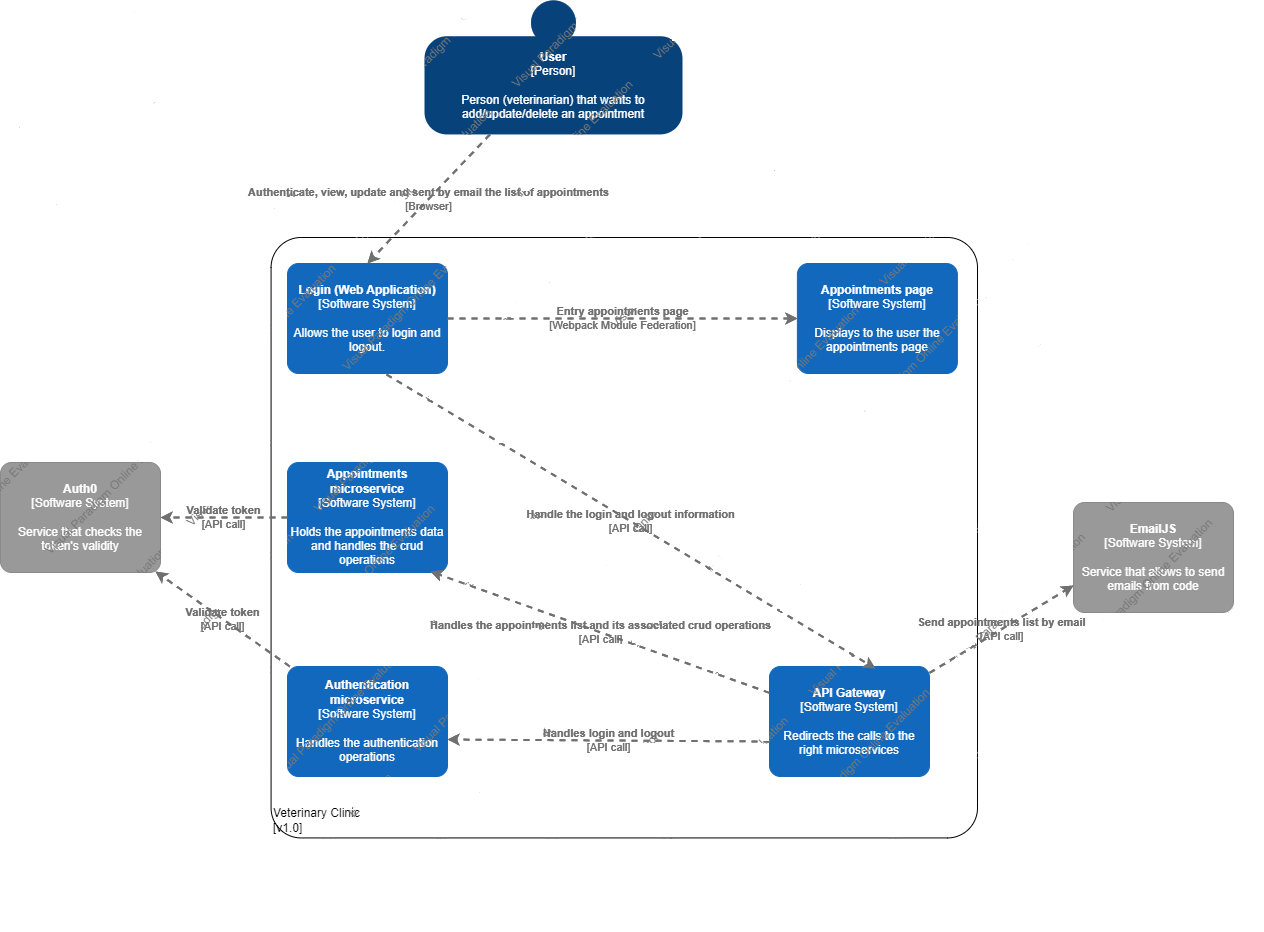 User
[Person]
Person (veterinarian) that wants to
add/update/delete an appointment
Authenticate, view, update and sent by email the list of appointments
[Browser]
Login (Web Application)
[Software System]
Allows the user to login and
logout.
Entry appointments page
[Webpack Module Federation]
Appointments page
[Software System]
Displays to the user the
appointments page
Auth0
[Software System]
Service that checks the
token's validity
Validate token
[API call]
Appointments
microservice
[Software System]
Holds the appointments data
and handles the crud
operations
Handle the login and logout information
[API call]
EmailJS
[Software System]
Service that allows to send
emails from code
Validate token
[API call]
Handles the appointments list and its associated crud operations
[API call]
Send appointments list by email
[API call]
Authentication
microservice
[Software System]
Handles the authentication
operations
Handles login and logout
[API call]
API Gateway
[Software System]
Redirects the calls to the
right microservices
Veterinary Clinic
[v1.0]